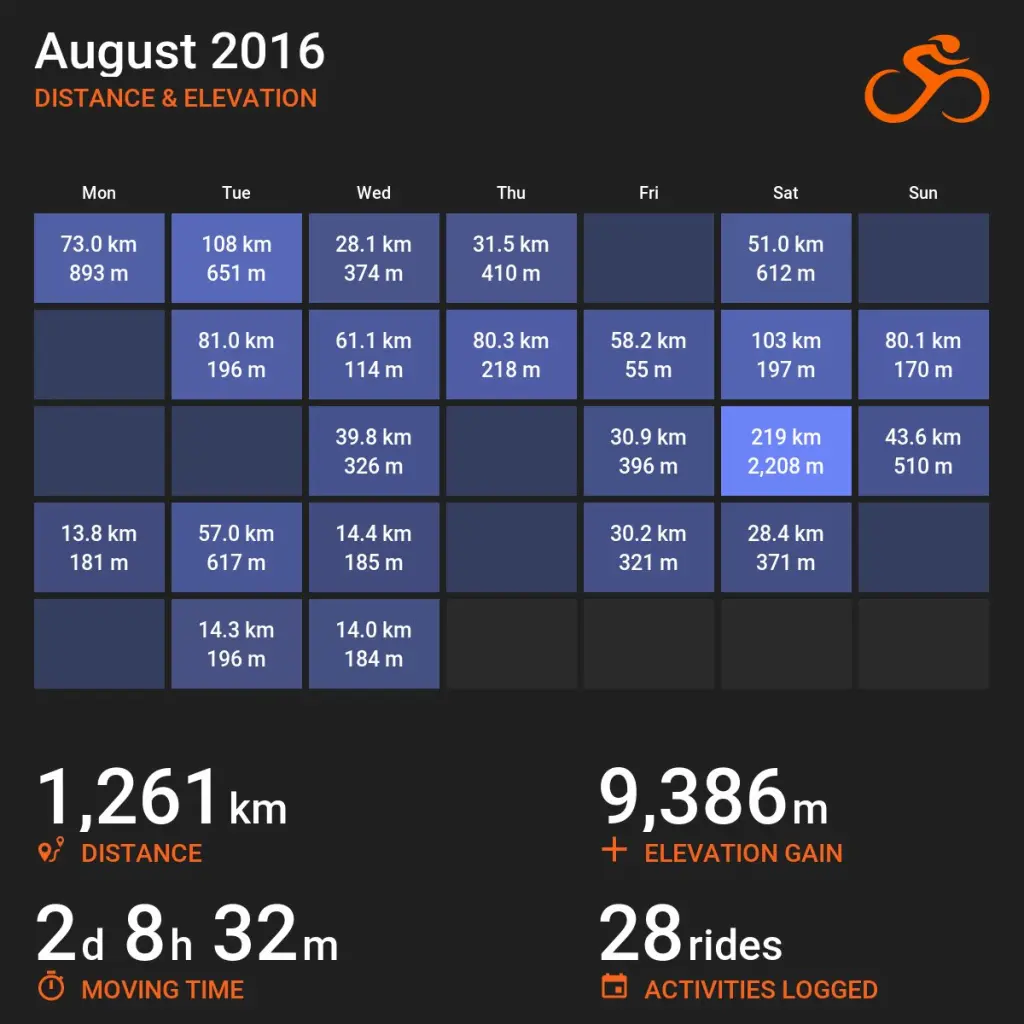 August 2016
DISTANCE & ELEVATION
Mon Tue Wed Thu Fri Sat Sun
73.0 km 108 km 28.1 km 31.5 km 51.0 km
893 m 651 m 374 m 410 m 612 m
81.0 km 61.1 km 80.3 km 58.2 km 103 km 80.1 km
196 m 114 m 218 m 55 m 197 m 170 m
39.8 km 30.9 km 219 km 43.6 km
326 m 396 m 2,208 m 510 m
13.8 km 57.0 km 14.4 km 30.2 km 28.4 km
181 m 617 m 185 m 321 m 371 m
14.3 km 14.0 km
196 m 184 m
1,261 km 9,386 m
DISTANCE ELEVATION GAIN
2d 8h 32m 28 rides
MOVING TIME ACTIVITIES LOGGED